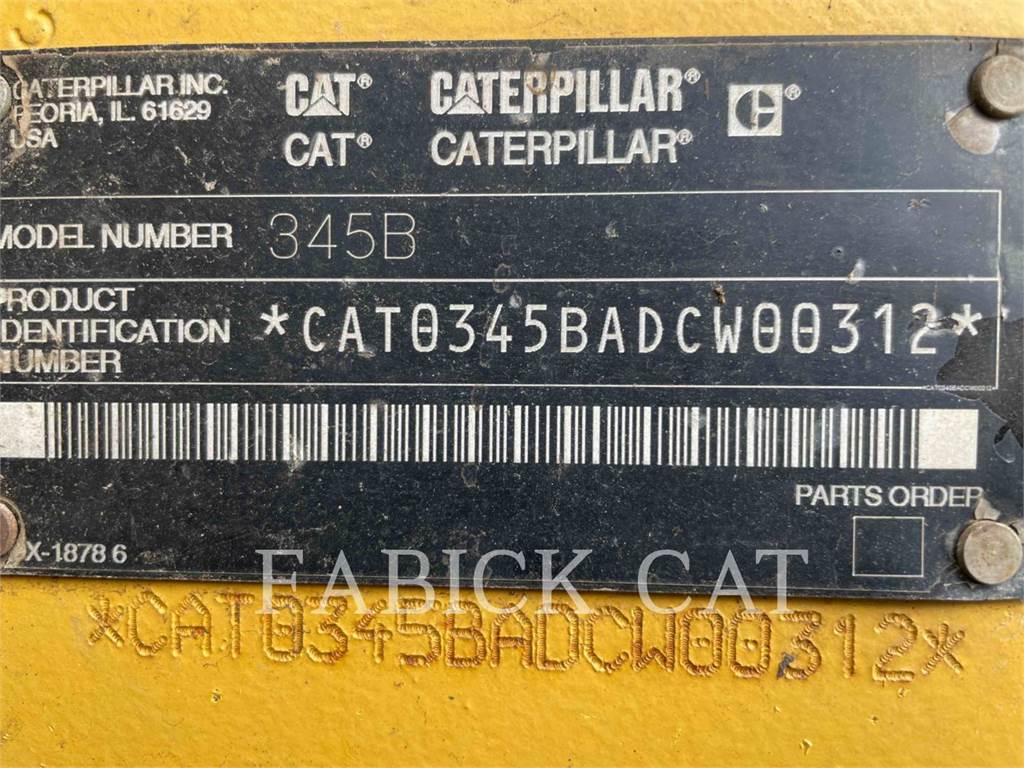 CATERPILLAR INC.
PEORIA, IL. 61629
USA
CAT® CATERPILLAR® C®
CAT® CATERPILLAR®
MODEL NUMBER 345B
PRODUCT
IDENTIFICATION
NUMBER
*CAT0345BADCW00312*
*CAT0345BADCW00312*
PARTS ORDER
X-1878 6
FABICK CAT
*CAT0345BADCW00312*